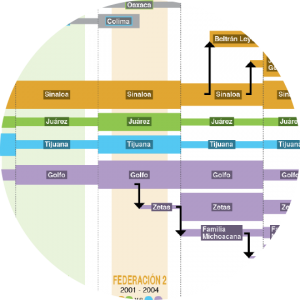 Oaxaca
Colima
Beltrán Ley
Sinaloa Sinaloa Sinaloa S
Juárez Juárez Juárez
Tijuana Tijuana Tijuana
Golfo Golfo Golfo
Zetas Zetas
Familia
Michoacana
FEDERACIÓN 2
2001 - 2004